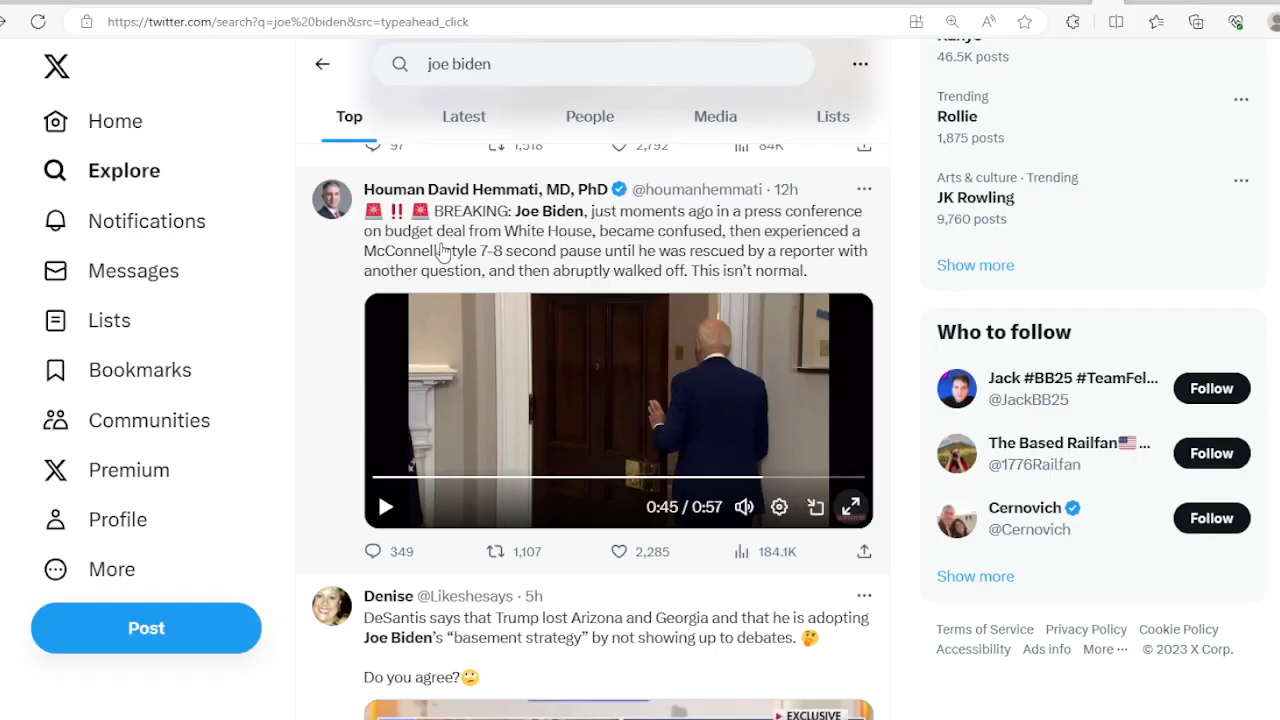 https://twitter.com/search?q=joe%20biden&src=typeahead_click
joe biden
Top
Latest
People
Media
Lists
Home
Explore
Notifications
Messages
Lists
Bookmarks
Communities
Premium
Profile
More
Post
97
1,518
2,792
84K
Houman David Hemmati, MD, PhD @houmanhemmati · 12h
🚨 ‼️ 🚨 BREAKING: Joe Biden, just moments ago in a press conference
on budget deal from White House, became confused, then experienced a
McConnell-style 7-8 second pause until he was rescued by a reporter with
another question, and then abruptly walked off. This isn’t normal.
0:45 / 0:57
349
1,107
2,285
184.1K
Denise @Likeshesays · 5h
DeSantis says that Trump lost Arizona and Georgia and that he is adopting
Joe Biden’s “basement strategy” by not showing up to debates. 🤔
Do you agree?🙄
EXCLUSIVE
46.5K posts
Trending
Rollie
1,875 posts
Arts & culture · Trending
JK Rowling
9,760 posts
Show more
Who to follow
Jack #BB25 #TeamFel...
@JackBB25
Follow
The Based Railfan🇺🇸 ...
@1776Railfan
Follow
Cernovich
@Cernovich
Follow
Show more
Terms of Service Privacy Policy Cookie Policy
Accessibility Ads info More ··· © 2023 X Corp.